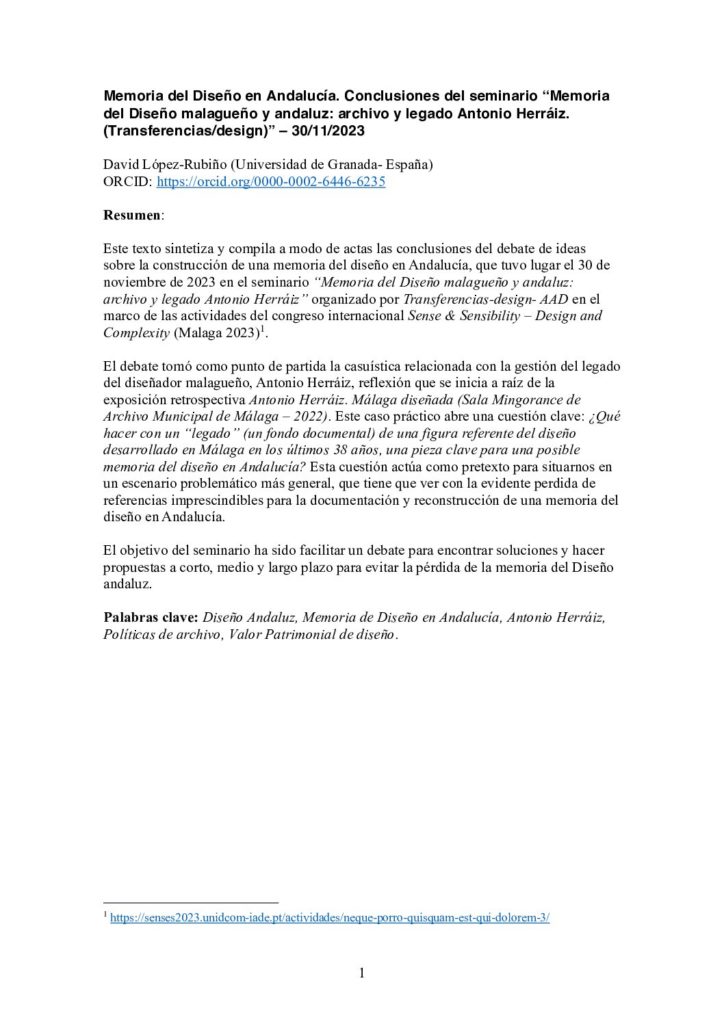 Memoria del Diseño en Andalucía. Conclusiones del seminario “Memoria
del Diseño malagueño y andaluz: archivo y legado Antonio Herráiz.
(Transferencias/design)” – 30/11/2023
David López-Rubiño (Universidad de Granada- España)
ORCID: https://orcid.org/0000-0002-6446-6235
Resumen:
Este texto sintetiza y compila a modo de actas las conclusiones del debate de ideas
sobre la construcción de una memoria del diseño en Andalucía, que tuvo lugar el 30 de
noviembre de 2023 en el seminario “Memoria del Diseño malagueño y andaluz:
archivo y legado Antonio Herráiz” organizado por Transferencias-design- AAD en el
marco de las actividades del congreso internacional Sense & Sensibility – Design and
Complexity (Malaga 2023)1.
El debate tomó como punto de partida la casuística relacionada con la gestión del legado
del diseñador malagueño, Antonio Herráiz, reflexión que se inicia a raíz de la
exposición retrospectiva Antonio Herráiz. Málaga diseñada (Sala Mingorance de
Archivo Municipal de Málaga – 2022). Este caso práctico abre una cuestión clave: ¿Qué
hacer con un “legado” (un fondo documental) de una figura referente del diseño
desarrollado en Málaga en los últimos 38 años, una pieza clave para una posible
memoria del diseño en Andalucía? Esta cuestión actúa como pretexto para situarnos en
un escenario problemático más general, que tiene que ver con la evidente perdida de
referencias imprescindibles para la documentación y reconstrucción de una memoria del
diseño en Andalucía.
El objetivo del seminario ha sido facilitar un debate para encontrar soluciones y hacer
propuestas a corto, medio y largo plazo para evitar la pérdida de la memoria del Diseño
andaluz.
Palabras clave: Diseño Andaluz, Memoria de Diseño en Andalucía, Antonio Herráiz,
Políticas de archivo, Valor Patrimonial de diseño.
1 https://senses2023.unidcom-iade.pt/actividades/neque-porro-quisquam-est-qui-dolorem-3/
1